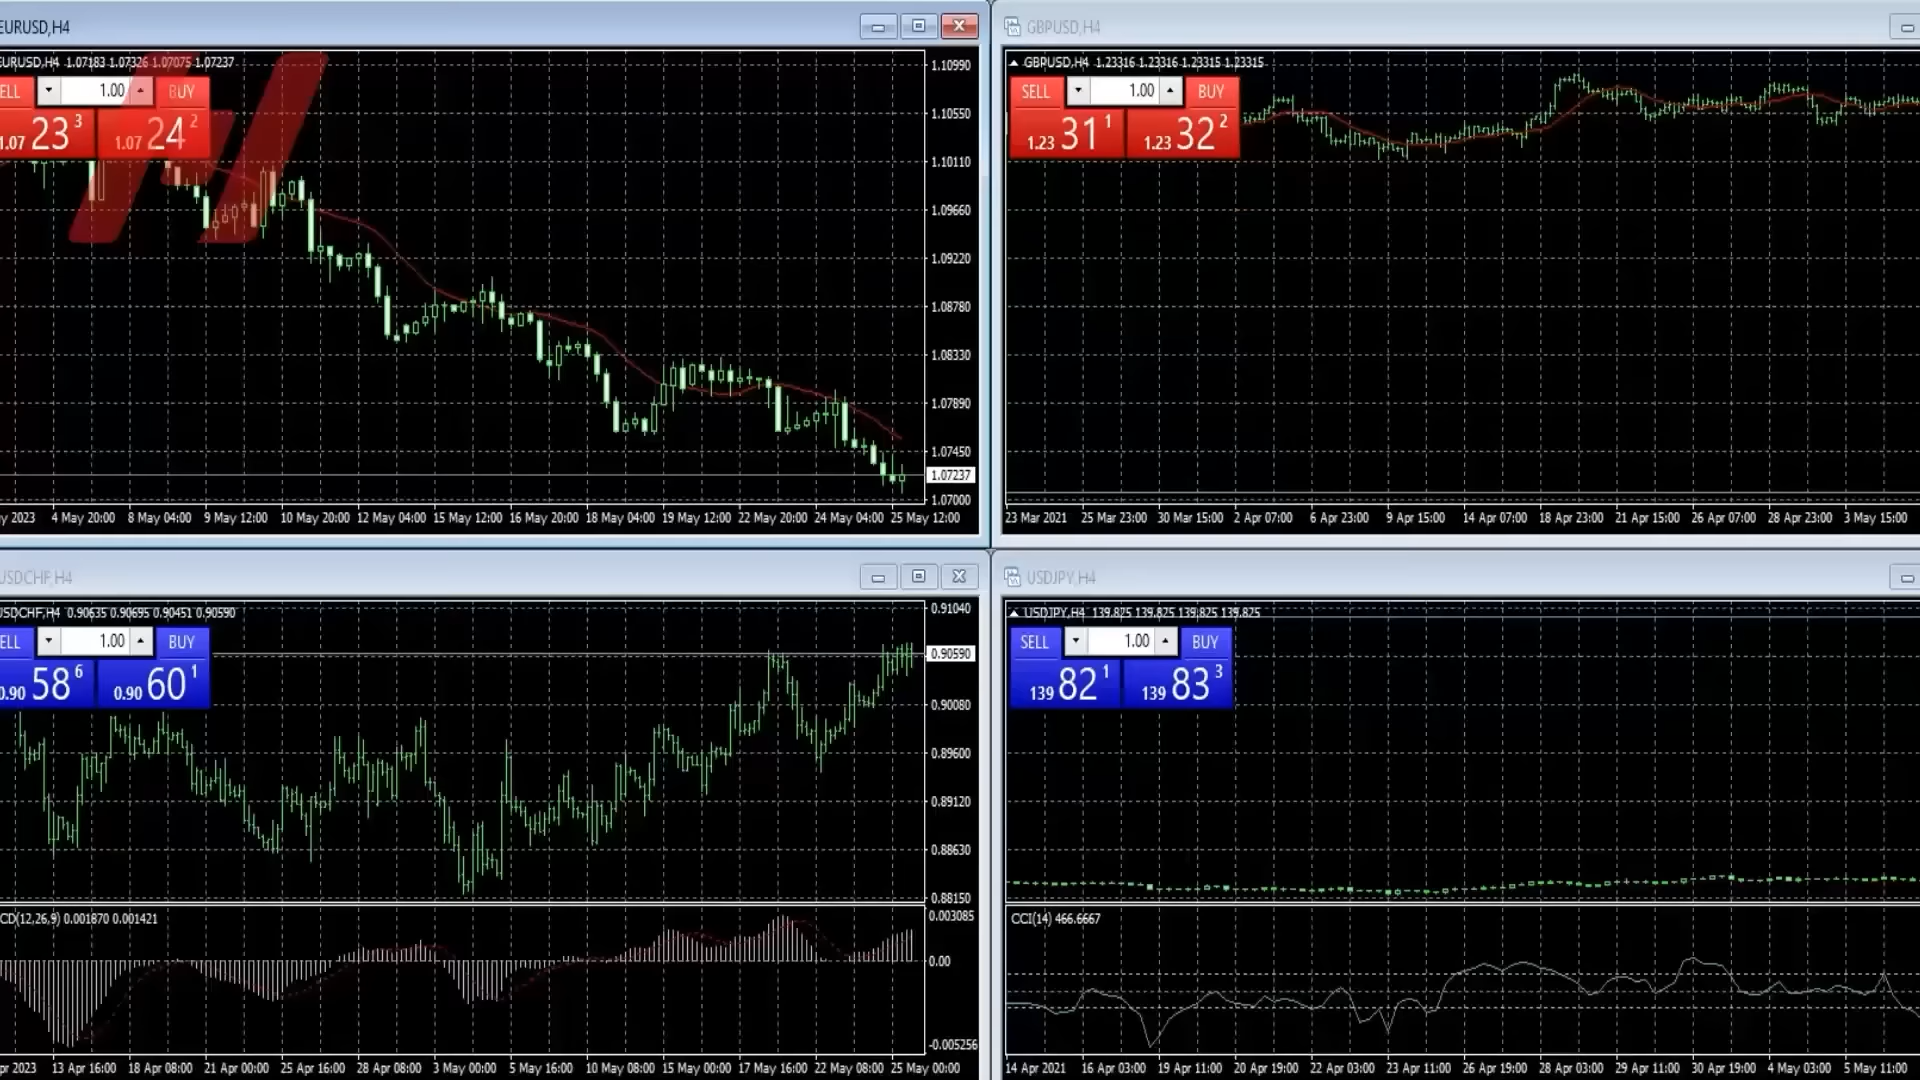 EURUSD,H4
EURUSD,H4 1.07183 1.07326 1.07075 1.07237
ELL 1.00 BUY
1.07 23 3 1.07 24 2
1.10990
1.10550
1.10110
1.09660
1.09220
1.08780
1.08330
1.07890
1.07450
1.07237
1.07000
y 2023 4 May 20:00 8 May 04:00 9 May 12:00 10 May 20:00 12 May 04:00 15 May 12:00 16 May 20:00 18 May 04:00 19 May 12:00 22 May 20:00 24 May 04:00 25 May 12:00
GBPUSD,H4
GBPUSD,H4 1.23316 1.23316 1.23315 1.23315
SELL 1.00 BUY
1.23 31 1 1.23 32 2
23 Mar 2021 25 Mar 23:00 30 Mar 15:00 2 Apr 07:00 6 Apr 23:00 9 Apr 15:00 14 Apr 07:00 18 Apr 23:00 21 Apr 15:00 26 Apr 07:00 28 Apr 23:00 3 May 15:00
USDCHF,H4
USDCHF,H4 0.90635 0.90695 0.90451 0.90590
ELL 1.00 BUY
0.90 58 6 0.90 60 1
0.91040
0.90590
0.90080
0.89600
0.89120
0.88630
0.88150
CD(12,26,9) 0.001870 0.001421
0.003085
0.00
-0.005256
pr 2023 13 Apr 16:00 18 Apr 08:00 21 Apr 00:00 25 Apr 16:00 28 Apr 08:00 3 May 00:00 5 May 16:00 10 May 08:00 15 May 00:00 17 May 16:00 22 May 08:00 25 May 00:00
USDJPY,H4
USDJPY,H4 139.825 139.825 139.825 139.825
SELL 1.00 BUY
139 82 1 139 83 3
CCI(14) 466.6667
14 Apr 2021 16 Apr 03:00 19 Apr 11:00 20 Apr 19:00 22 Apr 03:00 23 Apr 11:00 26 Apr 19:00 28 Apr 03:00 29 Apr 11:00 30 Apr 19:00 4 May 03:00 5 May 11:00